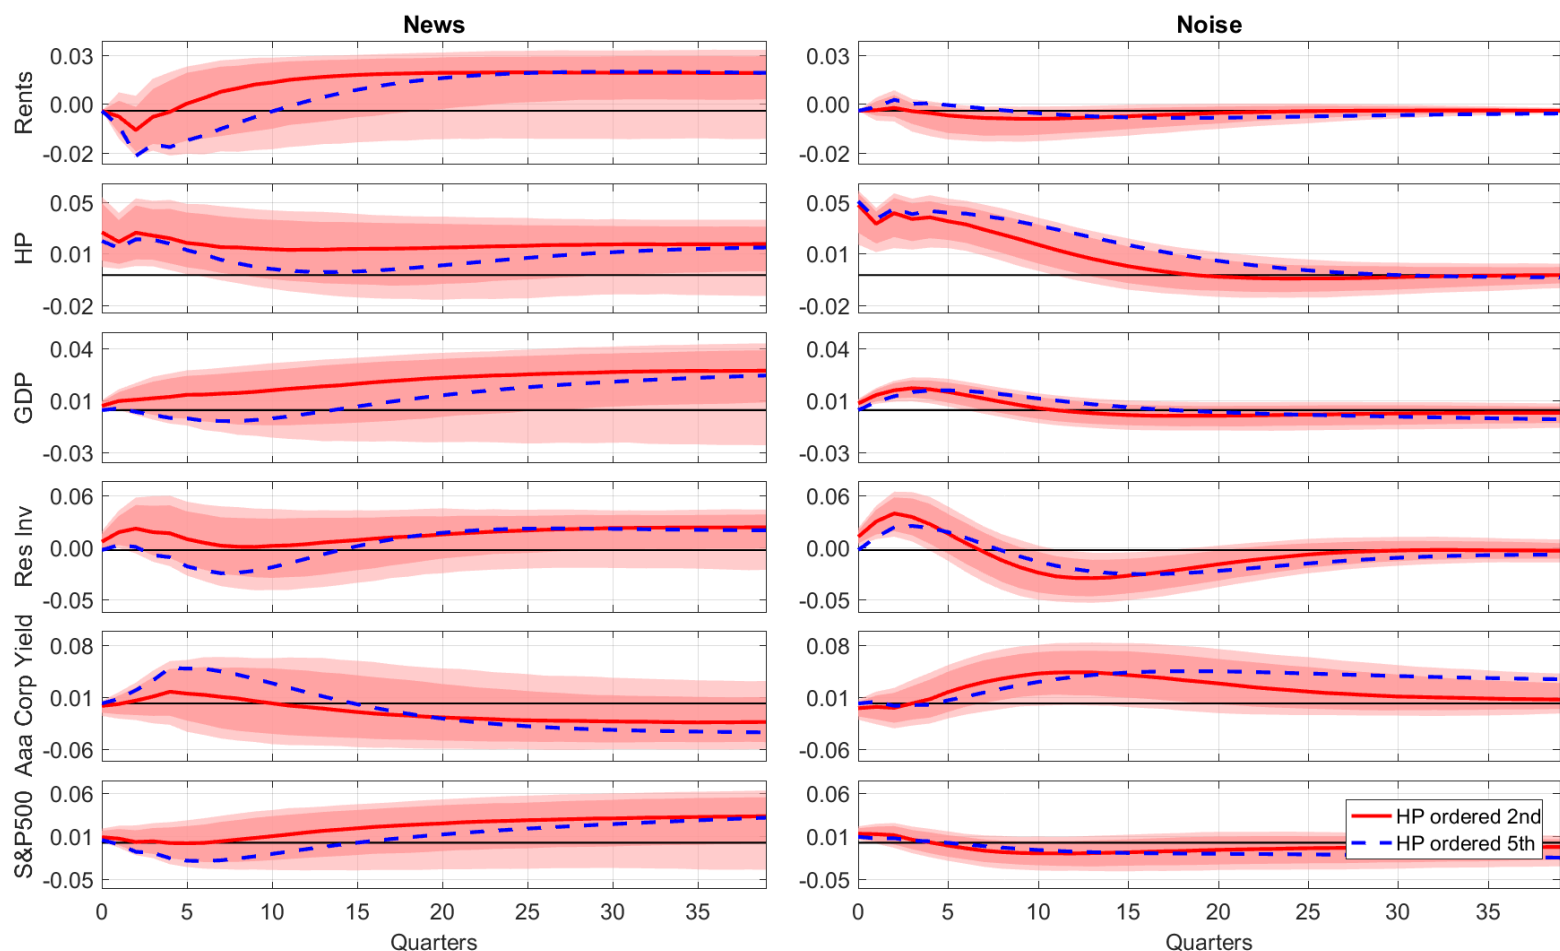 News
Noise
Rents
0.03
0.00
-0.02
0.03
0.00
-0.02
HP
0.05
0.01
-0.02
0.05
0.01
-0.02
GDP
0.04
0.01
-0.03
0.04
0.01
-0.03
Res Inv
0.06
0.00
-0.05
0.06
0.00
-0.05
Aaa Corp Yield
0.08
0.01
-0.06
0.08
0.01
-0.06
S&P500
0.06
0.01
-0.05
0.06
0.01
-0.05
HP ordered 2nd
HP ordered 5th
0 5 10 15 20 25 30 35
0 5 10 15 20 25 30 35
Quarters
Quarters